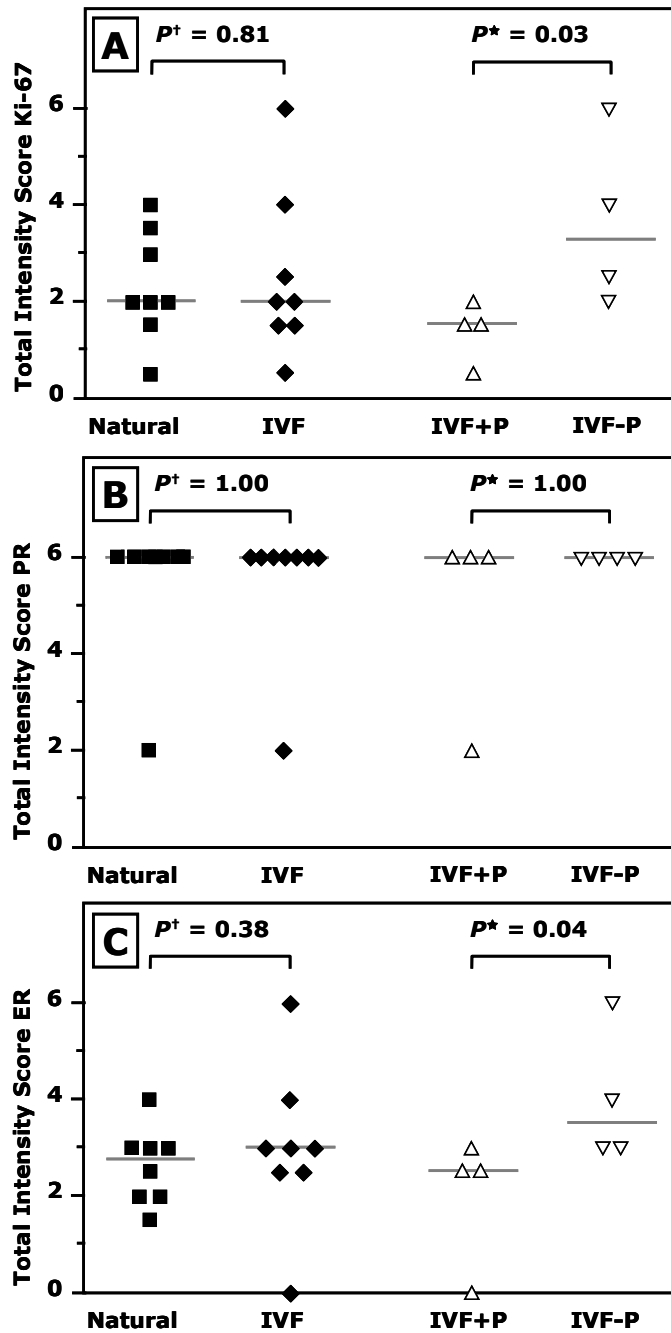 A
P† = 0.81
P★ = 0.03
Total Intensity Score Ki-67
6
4
2
0
Natural
IVF
IVF+P
IVF-P
B
P† = 1.00
P★ = 1.00
Total Intensity Score PR
6
4
2
0
Natural
IVF
IVF+P
IVF-P
C
P† = 0.38
P★ = 0.04
Total Intensity Score ER
6
4
2
0
Natural
IVF
IVF+P
IVF-P